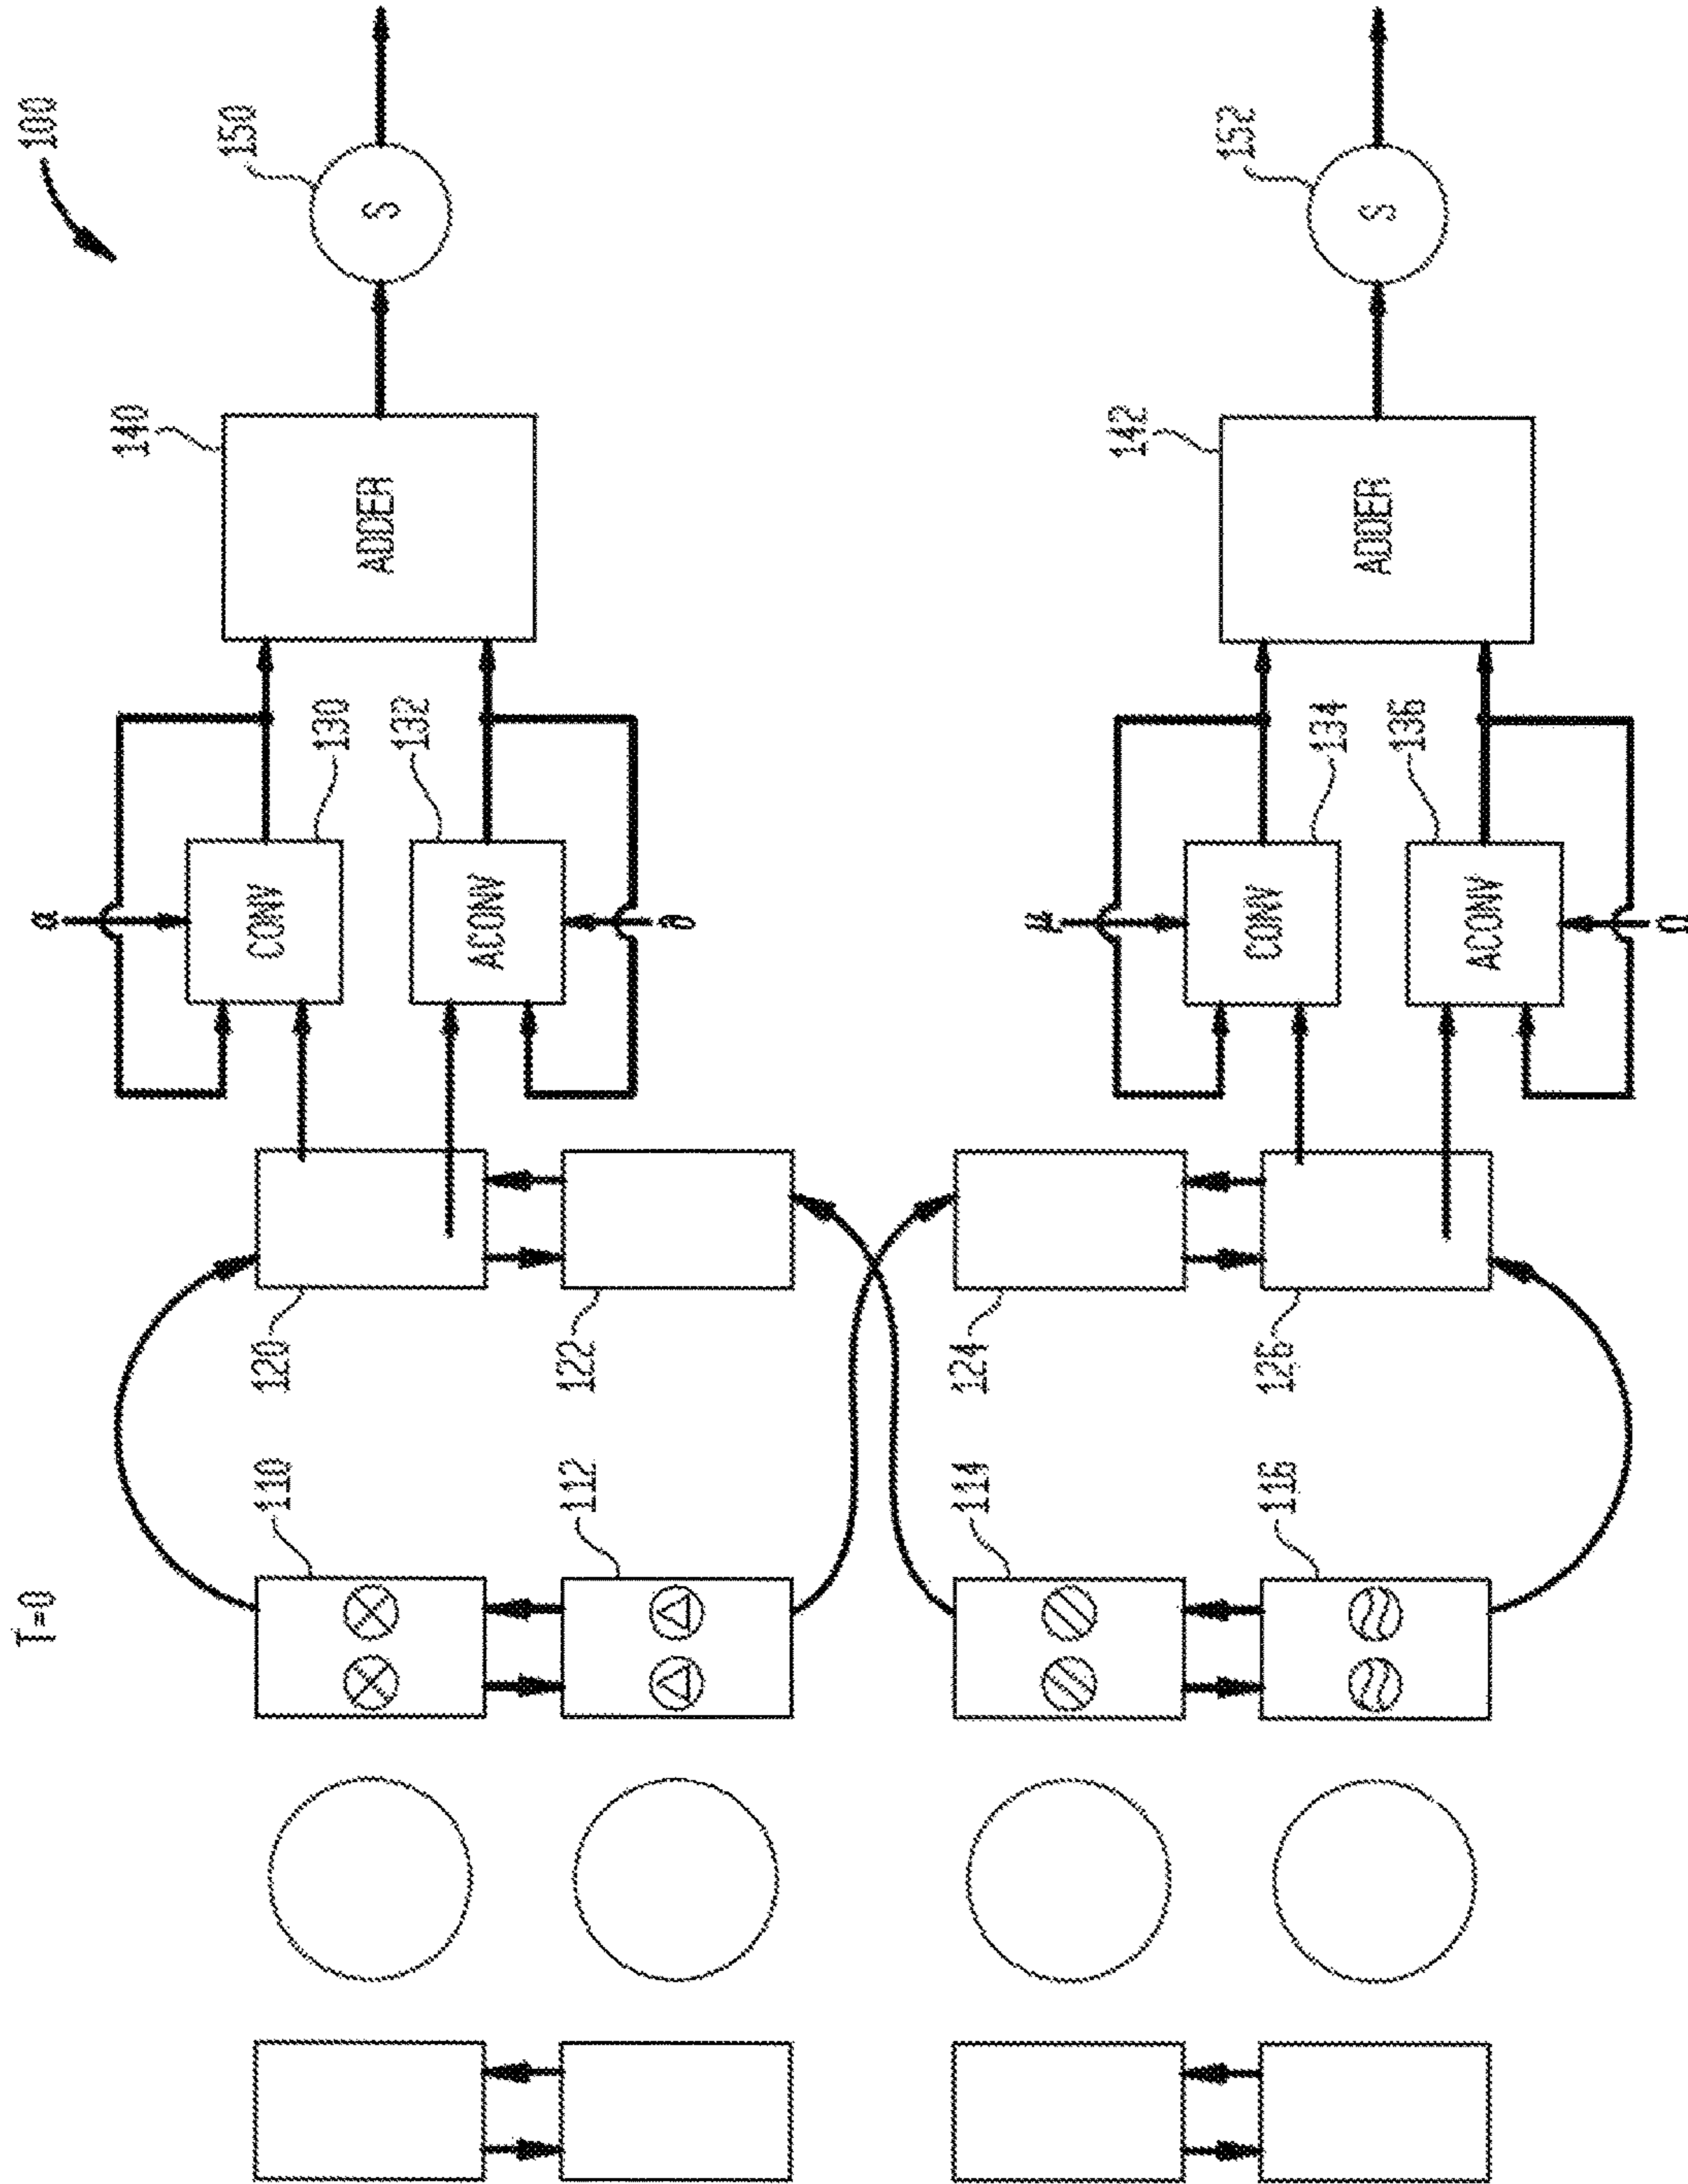 T=0
100
α
140
150
110
120
CONV
130
ADDER
S
132
ACONV
112
122
∂
114
124
μ
142
152
116
126
CONV
134
ADDER
S
136
ACONV
Ω